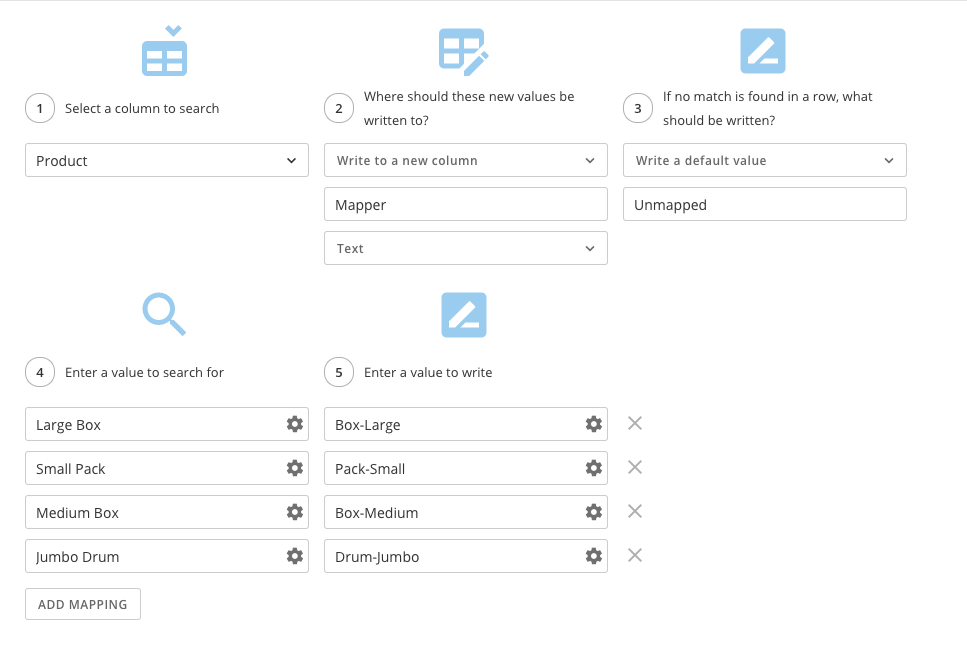 1 Select a column to search
2 Where should these new values be
written to?
3 If no match is found in a row, what
should be written?
Product
Write to a new column
Write a default value
Mapper
Unmapped
Text
4 Enter a value to search for
5 Enter a value to write
Large Box
Box-Large
Small Pack
Pack-Small
Medium Box
Box-Medium
Jumbo Drum
Drum-Jumbo
ADD MAPPING